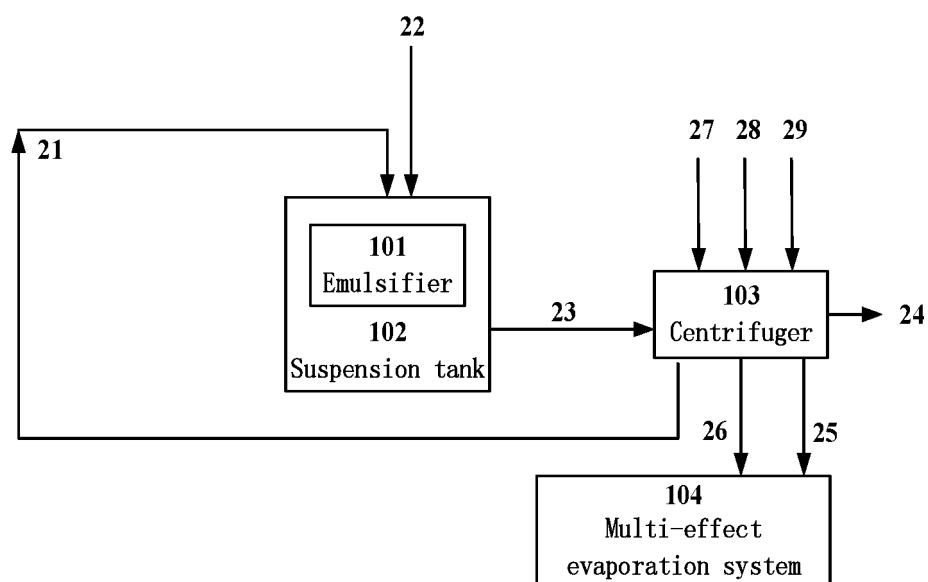 22
21
27 28 29
101
Emulsifier
102
Suspension tank
23
103
Centrifuger
24
26
25
104
Multi-effect
evaporation system